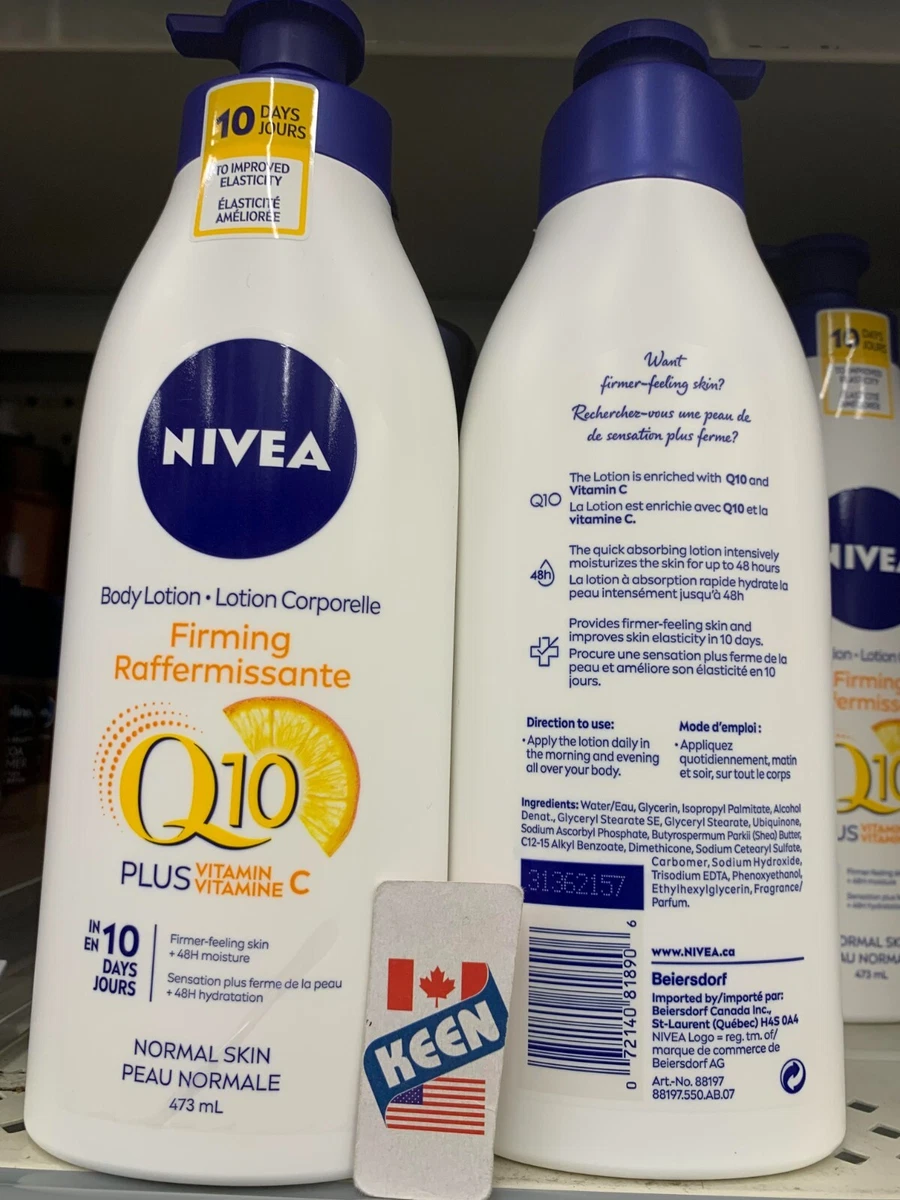 10 DAYS
JOURS
TO IMPROVED
ELASTICITY
ÉLASTICITÉ
AMÉLIORÉE
NIVEA
Body Lotion • Lotion Corporelle
Firming
Raffermissante
Q10
PLUS VITAMIN
VITAMINE C
IN
EN 10
DAYS
JOURS
Firmer-feeling skin
+ 48H moisture
Sensation plus ferme de la peau
+ 48H hydratation
NORMAL SKIN
PEAU NORMALE
473 mL
KEEN
Want
firmer-feeling skin?
Recherchez-vous une peau de
de sensation plus ferme?
Q10
The Lotion is enriched with Q10 and
Vitamin C
La Lotion est enrichie avec Q10 et la
vitamine C.
48h
The quick absorbing lotion intensively
moisturizes the skin for up to 48 hours
La lotion à absorption rapide hydrate la
peau intensément jusqu'à 48h
Provides firmer-feeling skin and
improves skin elasticity in 10 days.
Procure une sensation plus ferme de la
peau et améliore son élasticité en 10
jours.
Direction to use:
• Apply the lotion daily in
the morning and evening
all over your body.
Mode d'emploi :
• Appliquez
quotidiennement, matin
et soir, sur tout le corps
Ingredients: Water/Eau, Glycerin, Isopropyl Palmitate, Alcohol
Denat., Glyceryl Stearate SE, Glyceryl Stearate, Ubiquinone,
Sodium Ascorbyl Phosphate, Butyrospermum Parkii (Shea) Butter,
C12-15 Alkyl Benzoate, Dimethicone, Sodium Cetearyl Sulfate,
Carbomer, Sodium Hydroxide,
Trisodium EDTA, Phenoxyethanol,
Ethylhexylglycerin, Fragrance/
Parfum.
31362157
0 72140 81890 6
www.NIVEA.ca
Beiersdorf
Imported by/importé par:
Beiersdorf Canada Inc.,
St-Laurent (Québec) H4S 0A4
NIVEA Logo = reg. tm. of/
marque de commerce de
Beiersdorf AG
Art.-No. 88197
88197.550.AB.07
10 DAYS
JOURS
TO IMPROVED
ELASTICITY
ÉLASTICITÉ
AMÉLIORÉE
NIVEA
Firming
Q10
473 mL